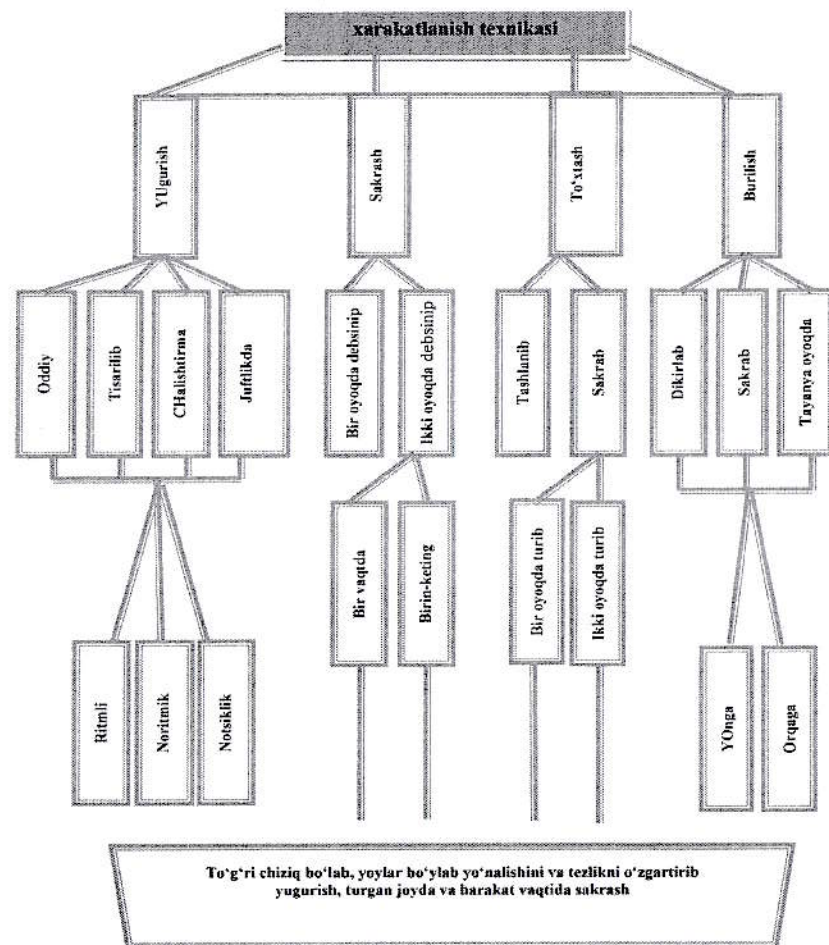 xarakatlanish texnikasi
YUgurish
Sakrash
To‘xtash
Burilish
Oddiy
Tisarilib
CHalishtirma
Juftlikda
Bir oyoqda debsinip
Ikki oyoqda debsinip
Tashlanib
Sakrab
Dikirlab
Sakrab
Tayanya oyoqda
Bir vaqtda
Birin-keting
Bir oyoqda turib
Ikki oyoqda turib
Ritmli
Noritmik
Notsiklik
YOnga
Orqaga
To‘g‘ri chiziq bo‘lab, yoylar bo‘ylab yo‘nalishini va tezlikni o‘zgartirib
yugurish, turgan joyda va harakat vaqtida sakrash